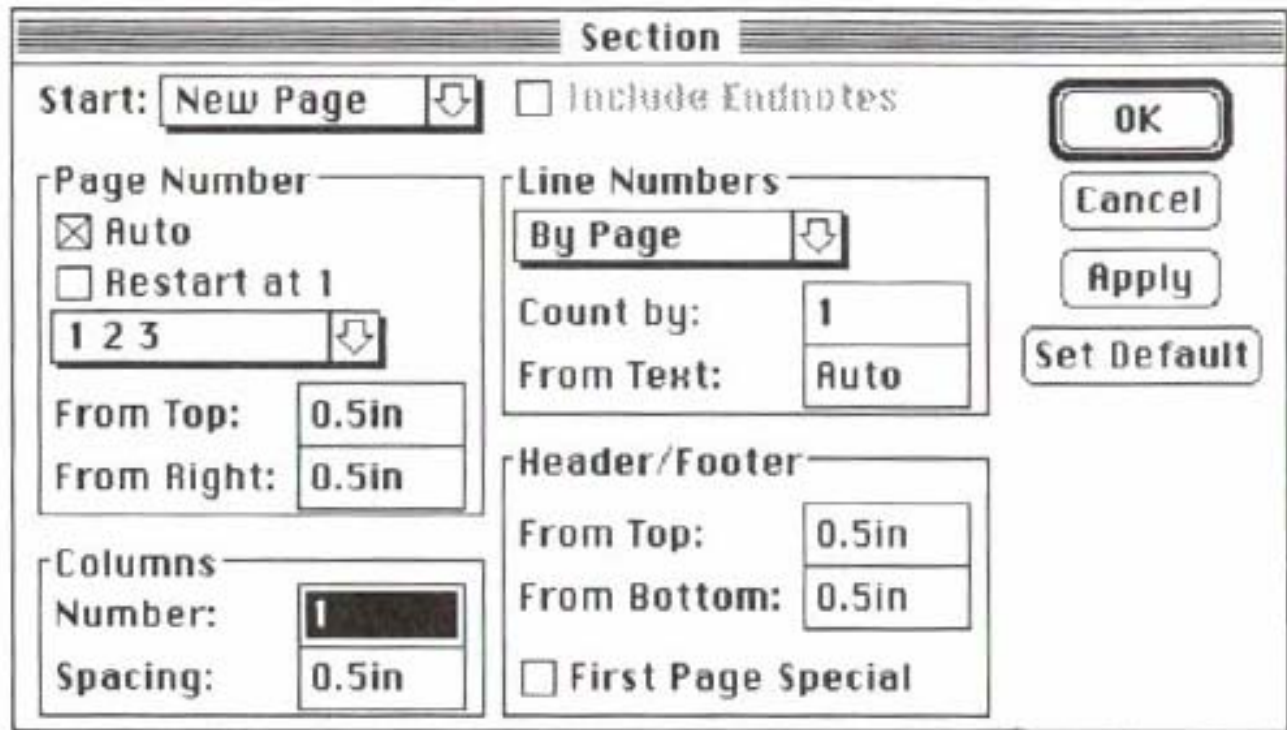 Section
Start: New Page
Include Endnotes
OK
Cancel
Apply
Set Default
Page Number
Auto
Restart at 1
1 2 3
From Top: 0.5in
From Right: 0.5in
Line Numbers
By Page
Count by: 1
From Text: Auto
Columns
Number: 1
Spacing: 0.5in
Header/Footer
From Top: 0.5in
From Bottom: 0.5in
First Page Special